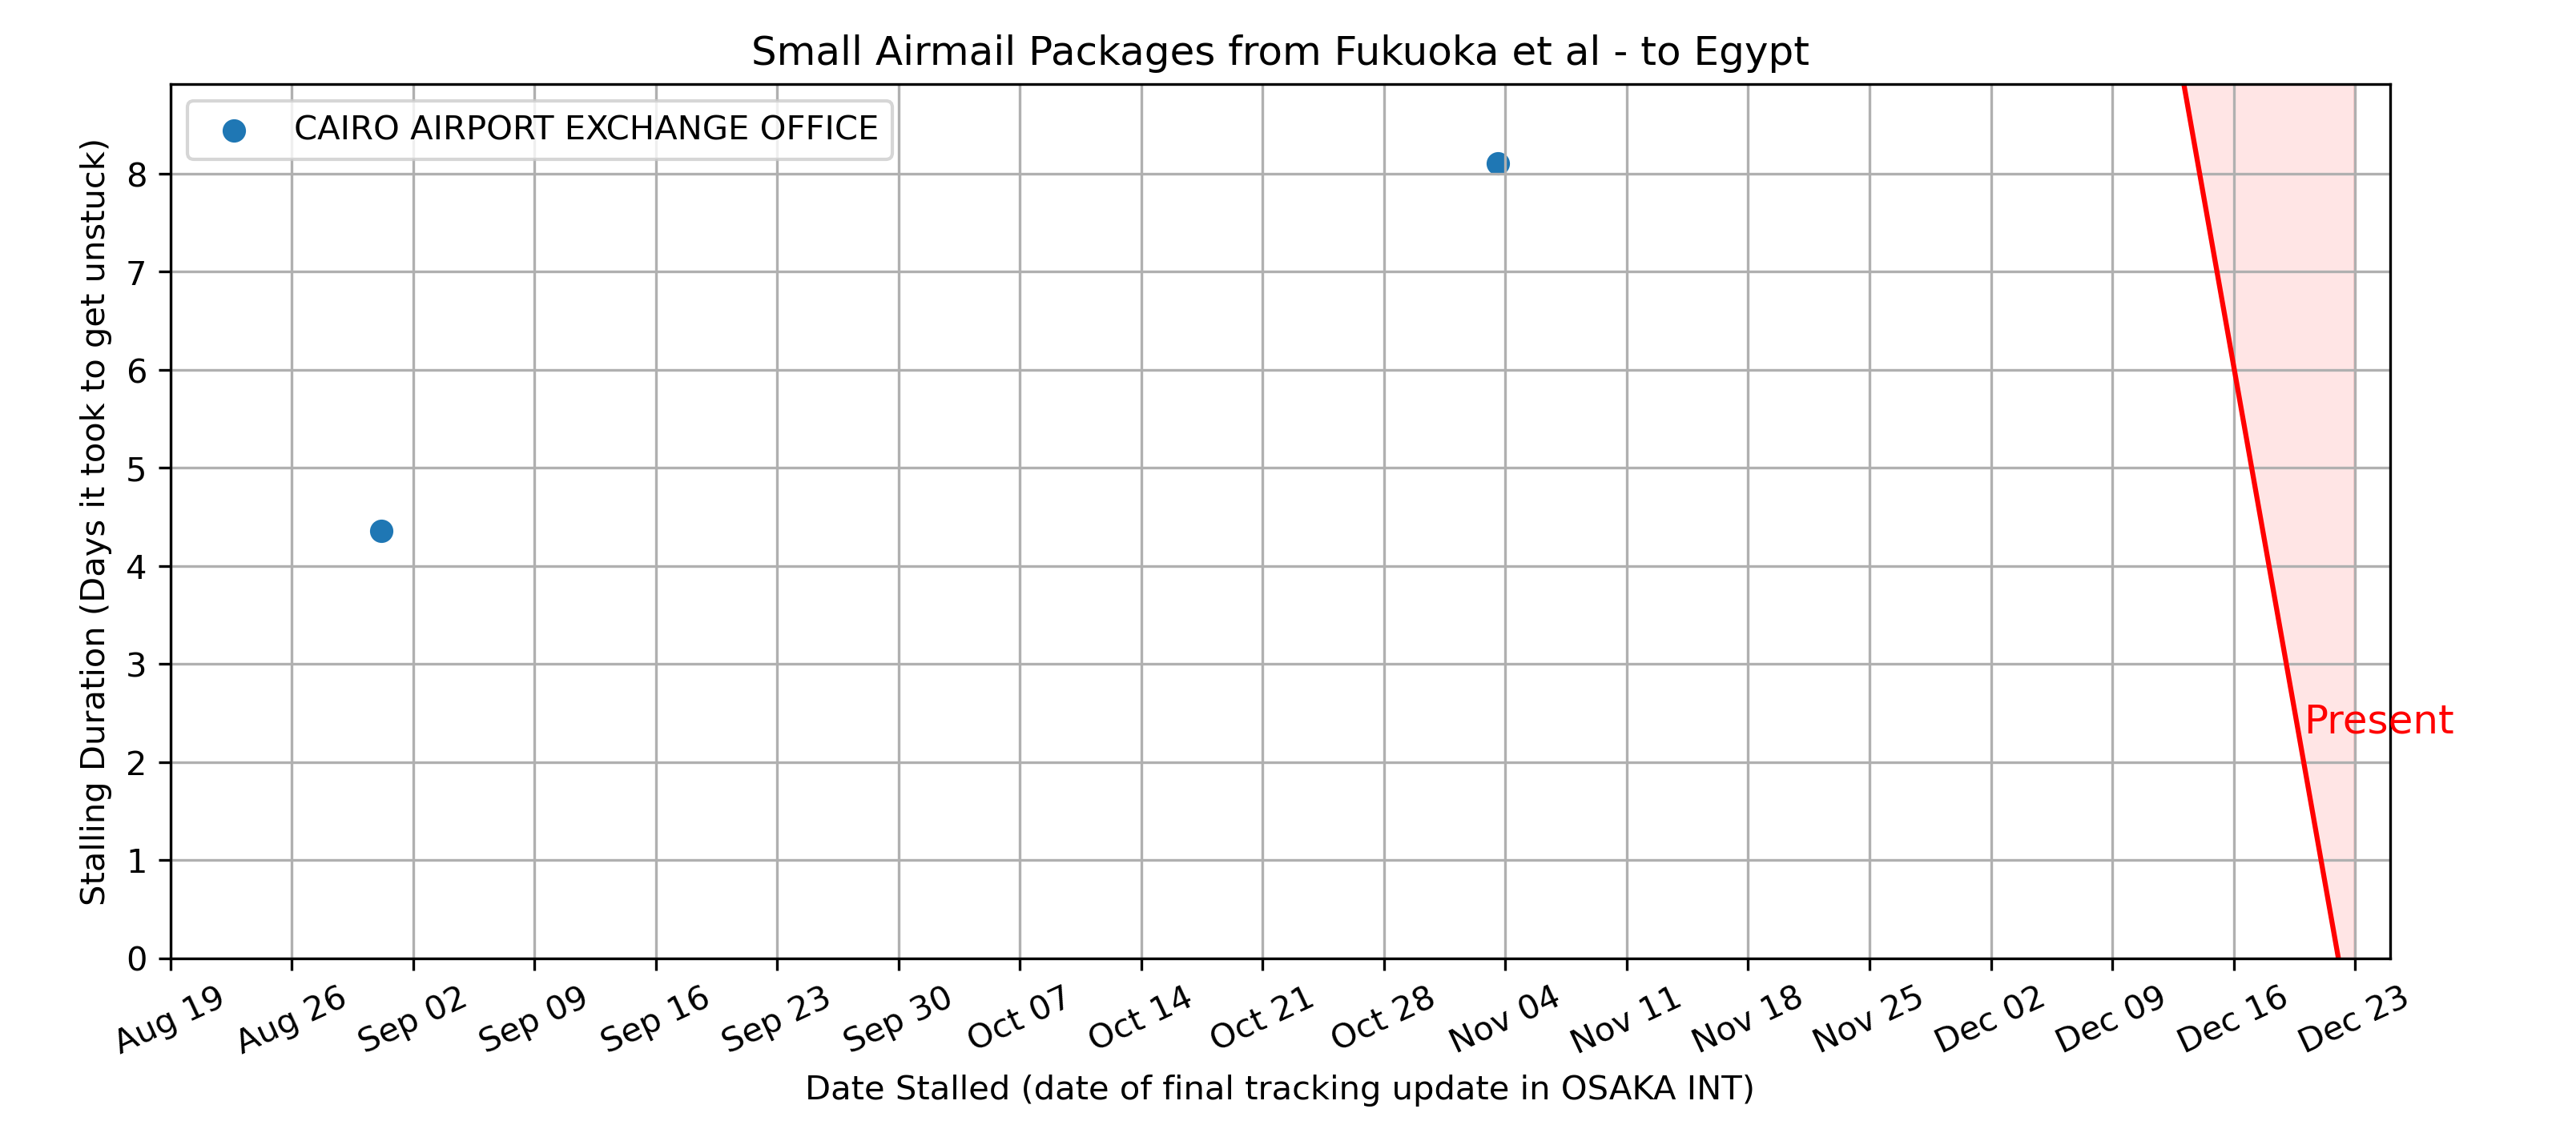 Small Airmail Packages from Fukuoka et al - to Egypt
CAIRO AIRPORT EXCHANGE OFFICE
Stalling Duration (Days it took to get unstuck)
8
7
6
5
4
3
2
1
0
Present
Aug 19
Aug 26
Sep 02
Sep 09
Sep 16
Sep 23
Sep 30
Oct 07
Oct 14
Oct 21
Oct 28
Nov 04
Nov 11
Nov 18
Nov 25
Dec 02
Dec 09
Dec 16
Dec 23
Date Stalled (date of final tracking update in OSAKA INT)